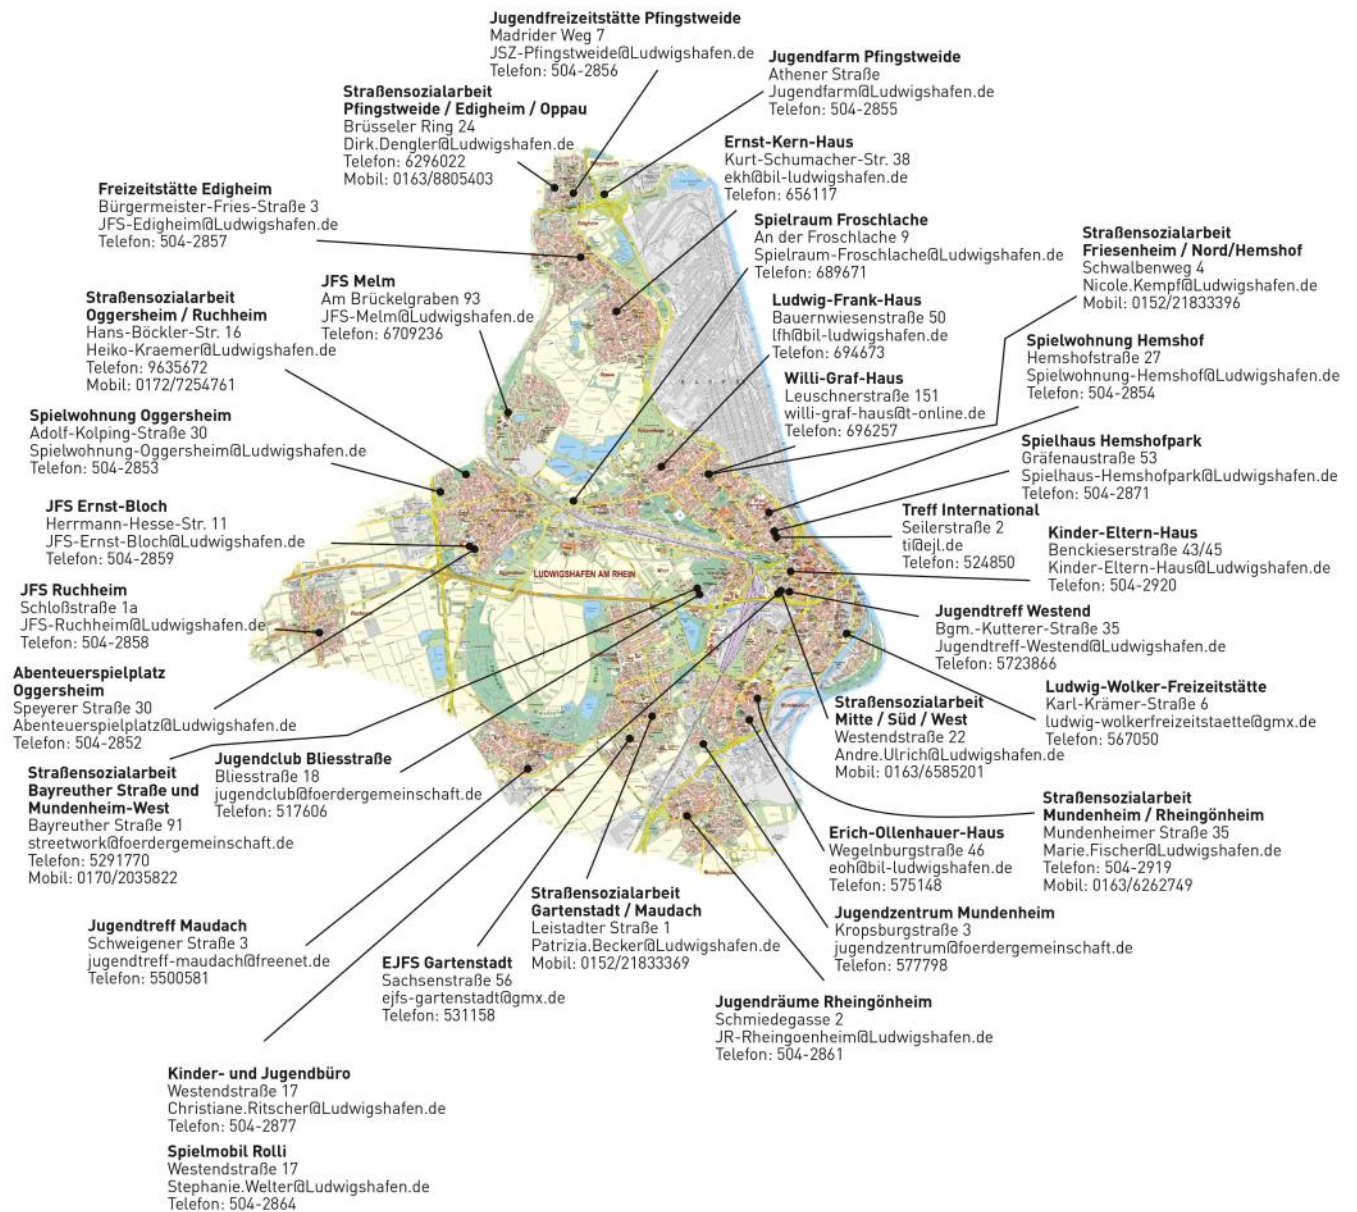 Jugendfreizeitstätte Pfingstweide
Madrider Weg 7
JSZ-Pfingstweide@Ludwigshafen.de
Telefon: 504-2856
Jugendfarm Pfingstweide
Athener Straße
Jugendfarm@Ludwigshafen.de
Telefon: 504-2855
Straßensozialarbeit
Pfingstweide / Edigheim / Oppau
Brüsseler Ring 24
Dirk.Dengler@Ludwigshafen.de
Telefon: 6296022
Mobil: 0163/8805403
Ernst-Kern-Haus
Kurt-Schumacher-Str. 38
ekh@bil-ludwigshafen.de
Telefon: 656117
Freizeitstätte Edigheim
Bürgermeister-Fries-Straße 3
JFS-Edigheim@Ludwigshafen.de
Telefon: 504-2857
Spielraum Froschlache
An der Froschlache 9
Spielraum-Froschlache@Ludwigshafen.de
Telefon: 689671
Straßensozialarbeit
Friesenheim / Nord/Hemshof
Schwalbenweg 4
Nicole.Kempf@Ludwigshafen.de
Mobil: 0152/21833396
JFS Melm
Am Brückelgraben 93
JFS-Melm@Ludwigshafen.de
Telefon: 6709236
Straßensozialarbeit
Oggersheim / Ruchheim
Hans-Böckler-Str. 16
Heiko-Kraemer@Ludwigshafen.de
Telefon: 9635672
Mobil: 0172/7254761
Ludwig-Frank-Haus
Bauernwiesenstraße 50
lfh@bil-ludwigshafen.de
Telefon: 694673
Spielwohnung Hemshof
Hemshofstraße 27
Spielwohnung-Hemshof@Ludwigshafen.de
Telefon: 504-2854
Willi-Graf-Haus
Leuschnerstraße 151
willi-graf-haus@t-online.de
Telefon: 696257
Spielwohnung Oggersheim
Adolf-Kolping-Straße 30
Spielwohnung-Oggersheim@Ludwigshafen.de
Telefon: 504-2853
Spielhaus Hemshofpark
Gräfenaustraße 53
Spielhaus-Hemshofpark@Ludwigshafen.de
Telefon: 504-2871
JFS Ernst-Bloch
Herrmann-Hesse-Str. 11
JFS-Ernst-Bloch@Ludwigshafen.de
Telefon: 504-2859
Treff International
Seilerstraße 2
ti@ejl.de
Telefon: 524850
Kinder-Eltern-Haus
Benckieserstraße 43/45
Kinder-Eltern-Haus@Ludwigshafen.de
Telefon: 504-2920
LUDWIGSHAFEN AM RHEIN
JFS Ruchheim
Schloßstraße 1a
JFS-Ruchheim@Ludwigshafen.de
Telefon: 504-2858
Jugendtreff Westend
Bgm.-Kutterer-Straße 35
Jugendtreff-Westend@Ludwigshafen.de
Telefon: 5723866
Abenteuerspielplatz
Oggersheim
Speyerer Straße 30
Abenteuerspielplatz@Ludwigshafen.de
Telefon: 504-2852
Ludwig-Wolker-Freizeitstätte
Karl-Krämer-Straße 6
ludwig-wolkerfreizeitstaette@gmx.de
Telefon: 567050
Straßensozialarbeit
Mitte / Süd / West
Westendstraße 22
Andre.Ulrich@Ludwigshafen.de
Mobil: 0163/6585201
Jugendclub Bliesstraße
Bliesstraße 18
jugendclub@foerdergemeinschaft.de
Telefon: 517606
Straßensozialarbeit
Bayreuther Straße und
Mundenheim-West
Bayreuther Straße 91
streetwork@foerdergemeinschaft.de
Telefon: 5291770
Mobil: 0170/2035822
Straßensozialarbeit
Mundenheim / Rheingönheim
Mundenheimer Straße 35
Marie.Fischer@Ludwigshafen.de
Telefon: 504-2919
Mobil: 0163/6262749
Erich-Ollenhauer-Haus
Wegelnburgstraße 46
eoh@bil-ludwigshafen.de
Telefon: 575148
Straßensozialarbeit
Gartenstadt / Maudach
Leistadter Straße 1
Patrizia.Becker@Ludwigshafen.de
Mobil: 0152/21833369
Jugendzentrum Mundenheim
Kropsburgstraße 3
jugendzentrum@foerdergemeinschaft.de
Telefon: 577798
Jugendtreff Maudach
Schweigener Straße 3
jugendtreff-maudach@freenet.de
Telefon: 5500581
EJFS Gartenstadt
Sachsenstraße 56
ejfs-gartenstadt@gmx.de
Telefon: 531158
Jugendräume Rheingönheim
Schmiedegasse 2
JR-Rheingoenheim@Ludwigshafen.de
Telefon: 504-2861
Kinder- und Jugendbüro
Westendstraße 17
Christiane.Ritscher@Ludwigshafen.de
Telefon: 504-2877
Spielmobil Rolli
Westendstraße 17
Stephanie.Welter@Ludwigshafen.de
Telefon: 504-2864